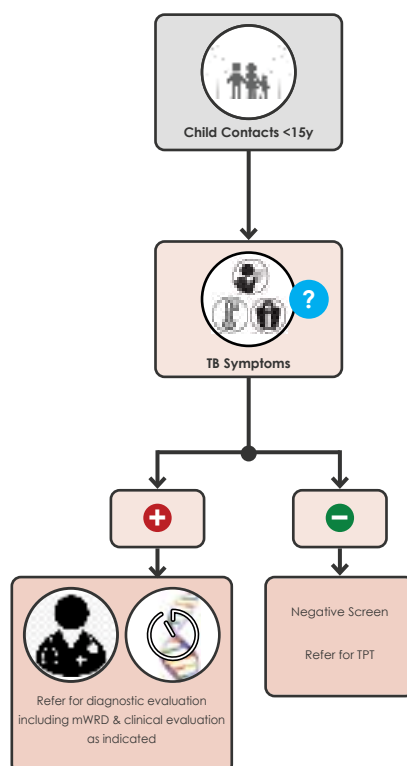 Child Contacts <15y
?
TB Symptoms
Negative Screen
Refer for TPT
Refer for diagnostic evaluation
including mWRD & clinical evaluation
as indicated